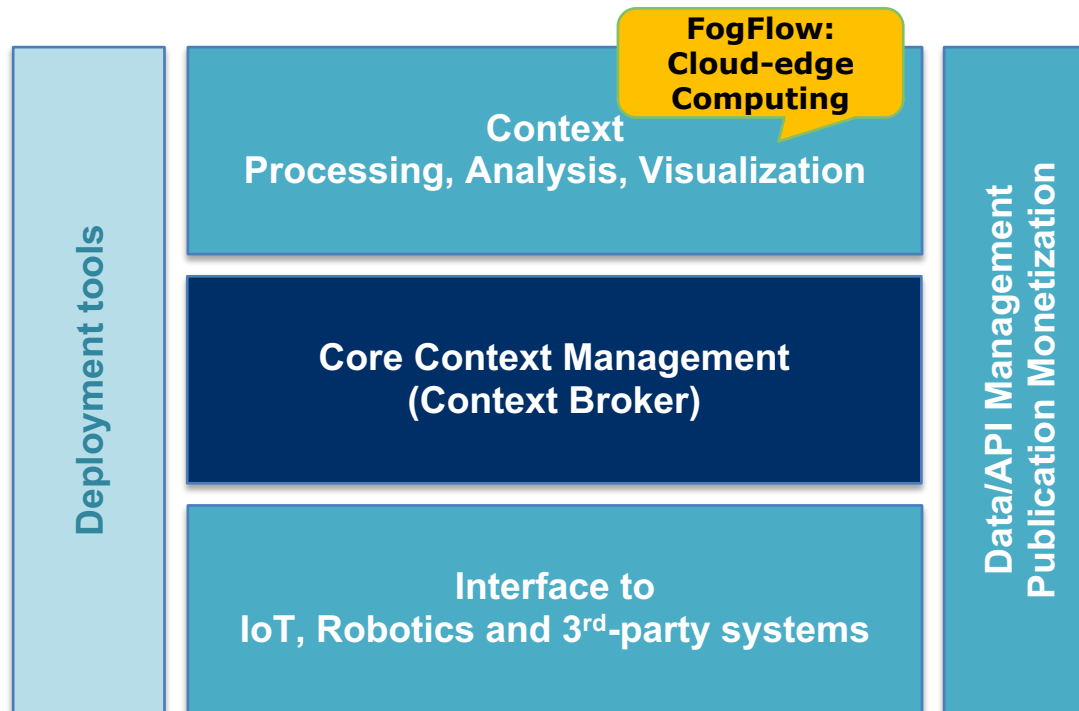 FogFlow:
Cloud-edge
Computing
Context
Processing, Analysis, Visualization
Deployment tools
Core Context Management
(Context Broker)
Data/API Management
Publication Monetization
Interface to
IoT, Robotics and 3rd-party systems